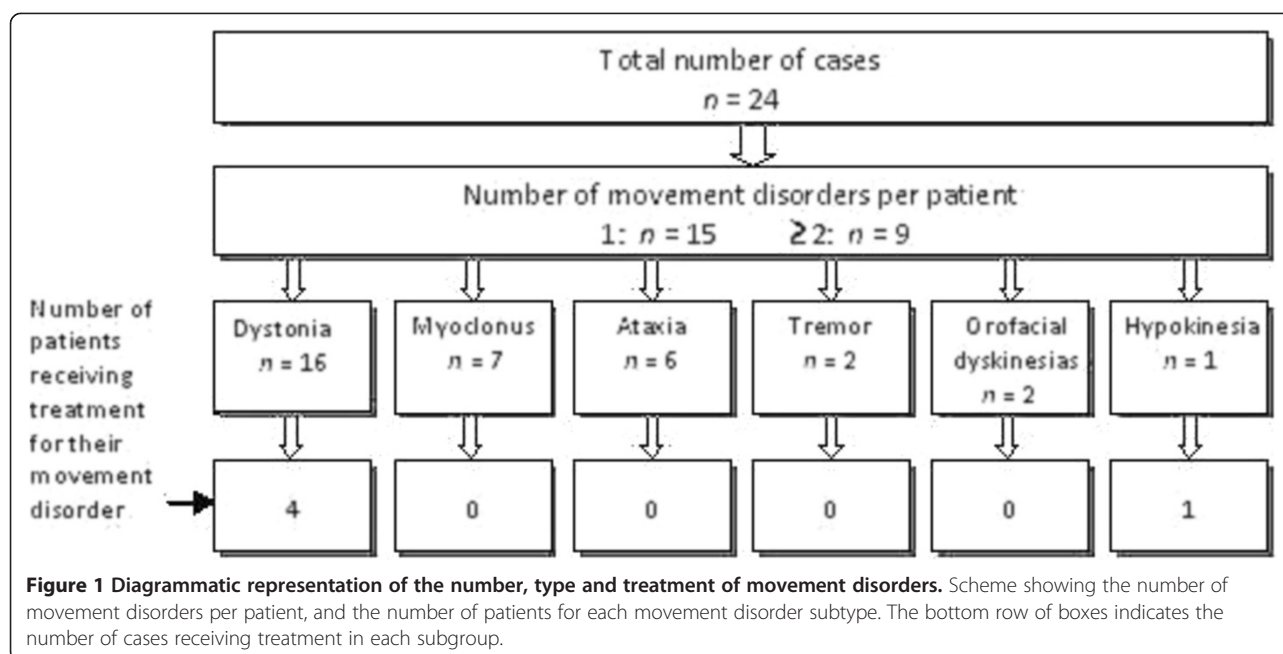 Total number of cases
n = 24
Number of movement disorders per patient
1: n = 15 ≥2: n = 9
Number of
patients
receiving
treatment
for their
movement
disorder
Dystonia
n = 16
Myoclonus
n = 7
Ataxia
n = 6
Tremor
n = 2
Orofacial
dyskinesias
n = 2
Hypokinesia
n = 1
4
0
0
0
0
1
Figure 1 Diagrammatic representation of the number, type and treatment of movement disorders. Scheme showing the number of
movement disorders per patient, and the number of patients for each movement disorder subtype. The bottom row of boxes indicates the
number of cases receiving treatment in each subgroup.